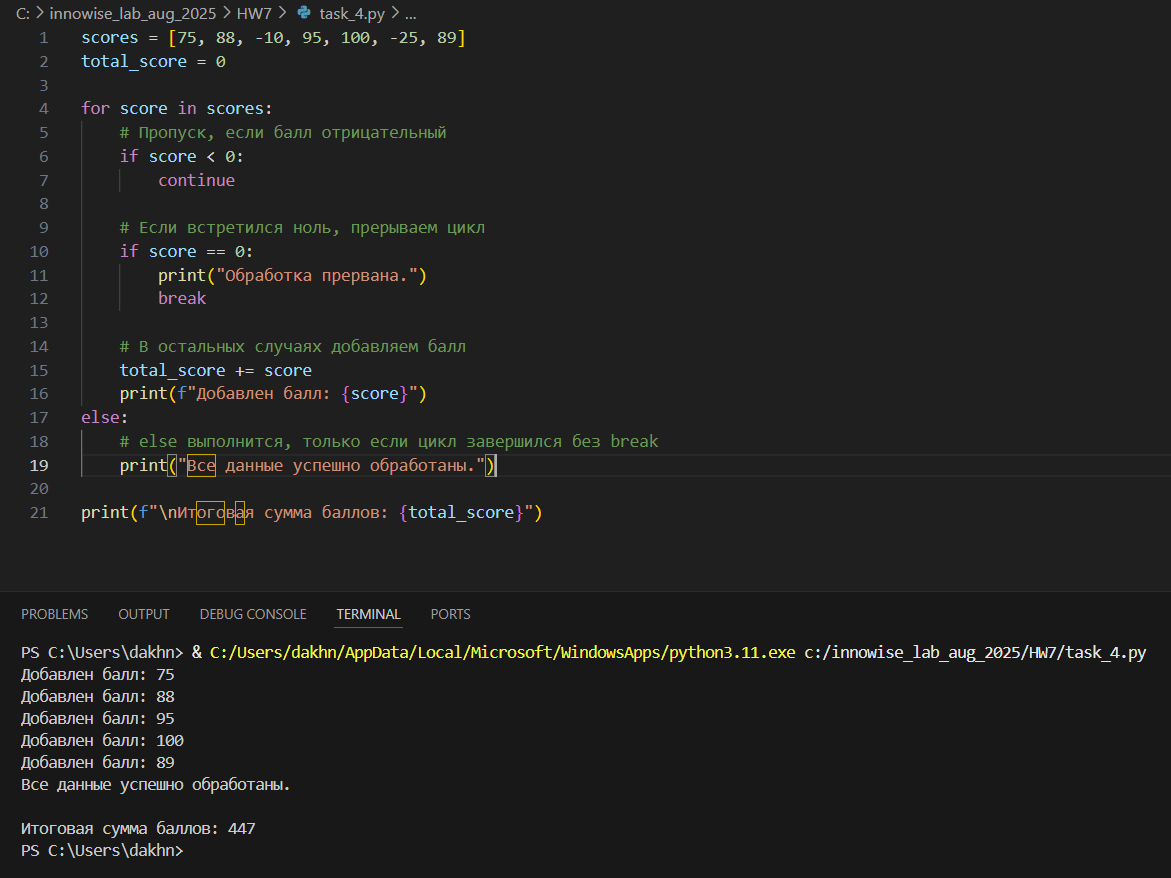 C: > innowise_lab_aug_2025 > HW7 > task_4.py > ...
1 scores = [75, 88, -10, 95, 100, -25, 89]
2 total_score = 0
3
4 for score in scores:
5     # Пропуск, если балл отрицательный
6     if score < 0:
7         continue
8
9     # Если встретился ноль, прерываем цикл
10     if score == 0:
11         print("Обработка прервана.")
12         break
13
14     # В остальных случаях добавляем балл
15     total_score += score
16     print(f"Добавлен балл: {score}")
17 else:
18     # else выполнится, только если цикл завершился без break
19     print("Все данные успешно обработаны.")
20
21 print(f"\nИтоговая сумма баллов: {total_score}")
PROBLEMS OUTPUT DEBUG CONSOLE TERMINAL PORTS
PS C:\Users\dakhn> & C:/Users/dakhn/AppData/Local/Microsoft/WindowsApps/python3.11.exe c:/innowise_lab_aug_2025/HW7/task_4.py
Добавлен балл: 75
Добавлен балл: 88
Добавлен балл: 95
Добавлен балл: 100
Добавлен балл: 89
Все данные успешно обработаны.

Итоговая сумма баллов: 447
PS C:\Users\dakhn>